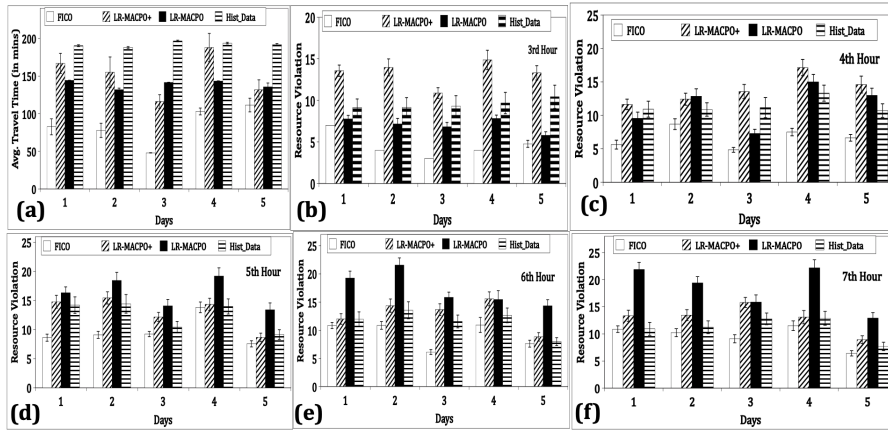 FICO LR-MACPO+ LR-MACPO Hist_Data
Avg. Travel Time (in mins)
200
150
100
50
0
1 2 3 4 5
Days
(a)
FICO LR-MACPO+ LR-MACPO Hist_Data
3rd Hour
Resource Violation
20
15
10
5
0
1 2 3 4 5
Days
(b)
FICO LR-MACPO+ LR-MACPO Hist_Data
4th Hour
Resource Violation
25
20
15
10
5
0
1 2 3 4 5
Days
(c)
FICO LR-MACPO+ LR-MACPO Hist_Data
5th Hour
Resource Violation
25
20
15
10
5
0
1 2 3 4 5
Days
(d)
FICO LR-MACPO+ LR-MACPO Hist_Data
6th Hour
Resource Violation
25
20
15
10
5
0
1 2 3 4 5
Days
(e)
FICO LR-MACPO+ LR-MACPO Hist_Data
7th Hour
Resource Violation
25
20
15
10
5
0
1 2 3 4 5
Days
(f)